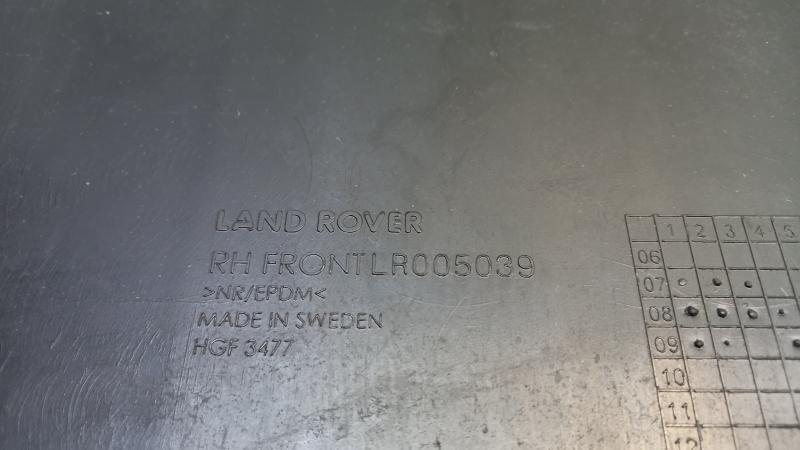 LAND ROVER
RH FRONT LR005039
>NR/EPDM<
MADE IN SWEDEN
HGF 3477
1 2 3 4 5
06
07
08
09
10
11
12